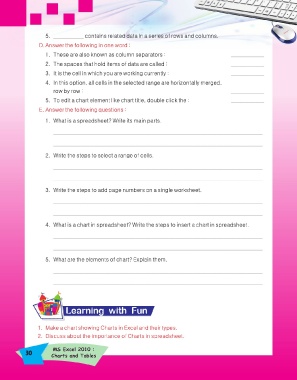 5. __________ contains related data in a series of rows and columns.
D. Answer the following in one word :
1. These are also known as column separators :
2. The spaces that hold items of data are called :
3. It is the cell in which you are working currently :
4. In this option, all cells in the selected range are horizontally merged,
row by row :
5. To edit a chart element like chart title, double click the :
E. Answer the following questions :
1. What is a spreadsheet? Write its main parts.
2. Write the steps to select a range of cells.
3. Write the steps to add page numbers on a single worksheet.
4. What is a chart in spreadsheet? Write the steps to insert a chart in spreadsheet.
5. What are the elements of chart? Explain them.
Learning with Fun
1. Make a chart showing Charts in Excel and their types.
2. Discuss about the importance of Charts in spreadsheet.
30
MS Excel 2010 :
Charts and Tables